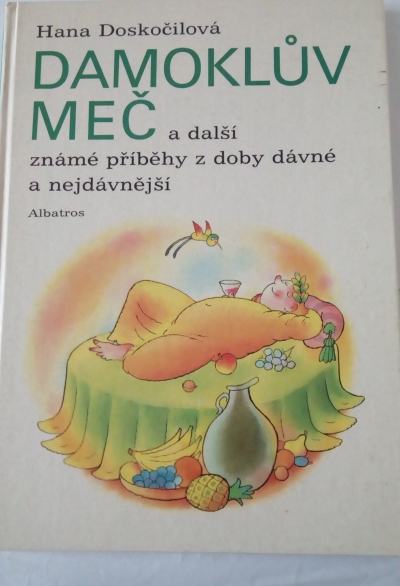 Hana Doskočilová
DAMOKLŮV
MEČ a další
známé příběhy z doby dávné
a nejdávnější
Albatros